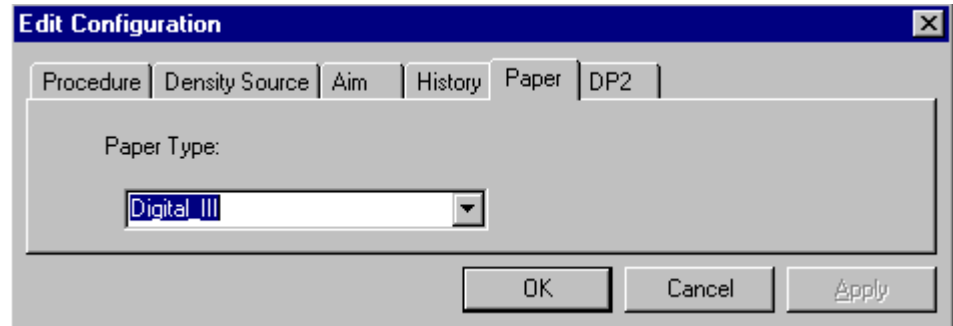 Edit Configuration
Procedure Density Source Aim History Paper DP2
Paper Type:
Digital_III
OK Cancel Apply